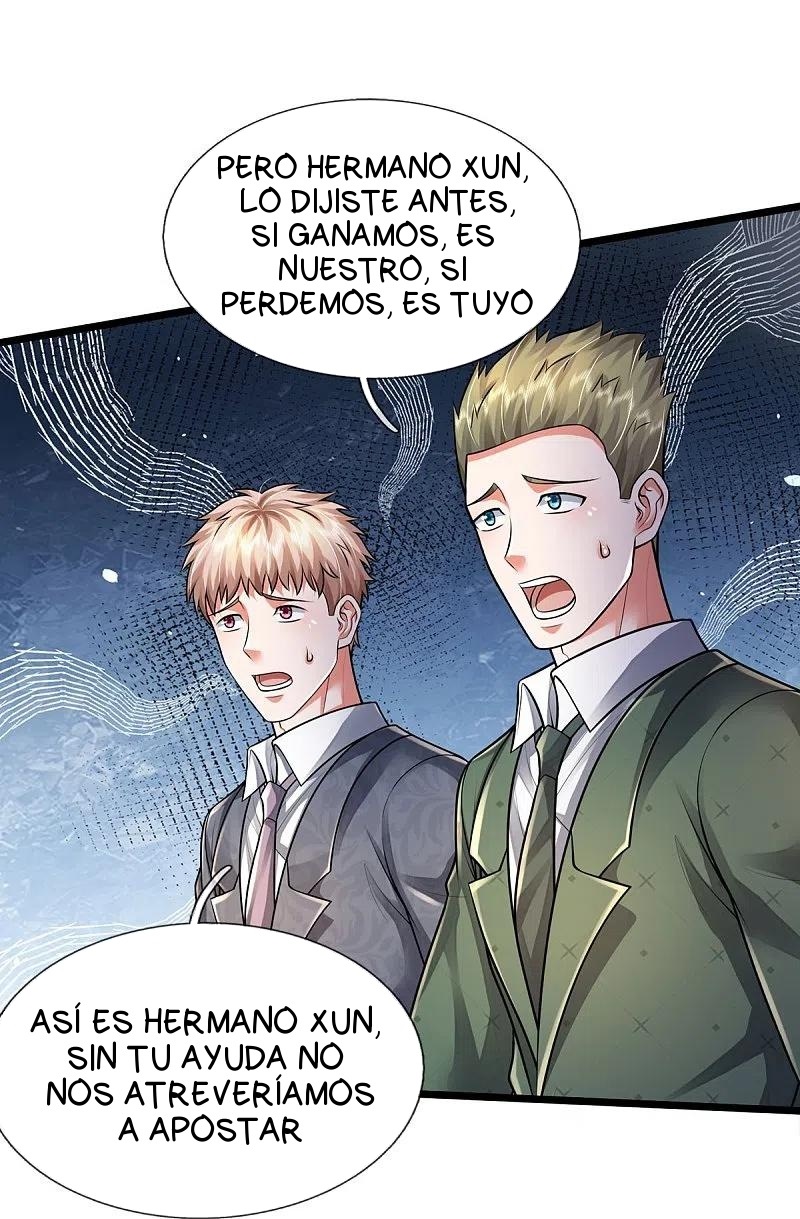 PERO HERMANO XUN,
LO DIJISTE ANTES,
SI GANAMOS, ES
NUESTRO, SI
PERDEMOS, ES TUYO
ASÍ ES HERMANO XUN,
SIN TU AYUDA NO
NOS ATREVERÍAMOS
A APOSTAR